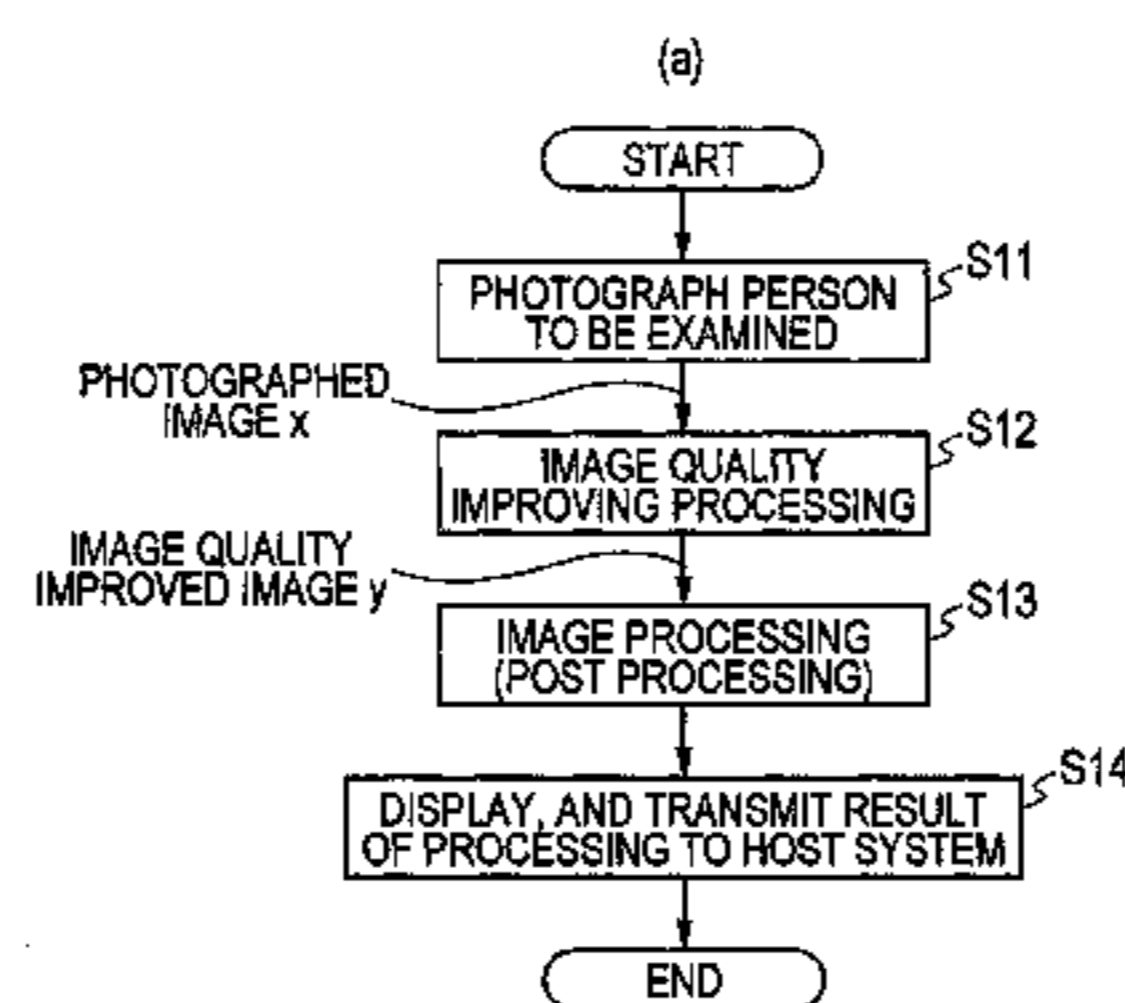 (a)
START
S11
PHOTOGRAPH PERSON
TO BE EXAMINED
PHOTOGRAPHED
IMAGE x
S12
IMAGE QUALITY
IMPROVING PROCESSING
IMAGE QUALITY
IMPROVED IMAGE y
S13
IMAGE PROCESSING
(POST PROCESSING)
S14
DISPLAY, AND TRANSMIT RESULT
OF PROCESSING TO HOST SYSTEM
END